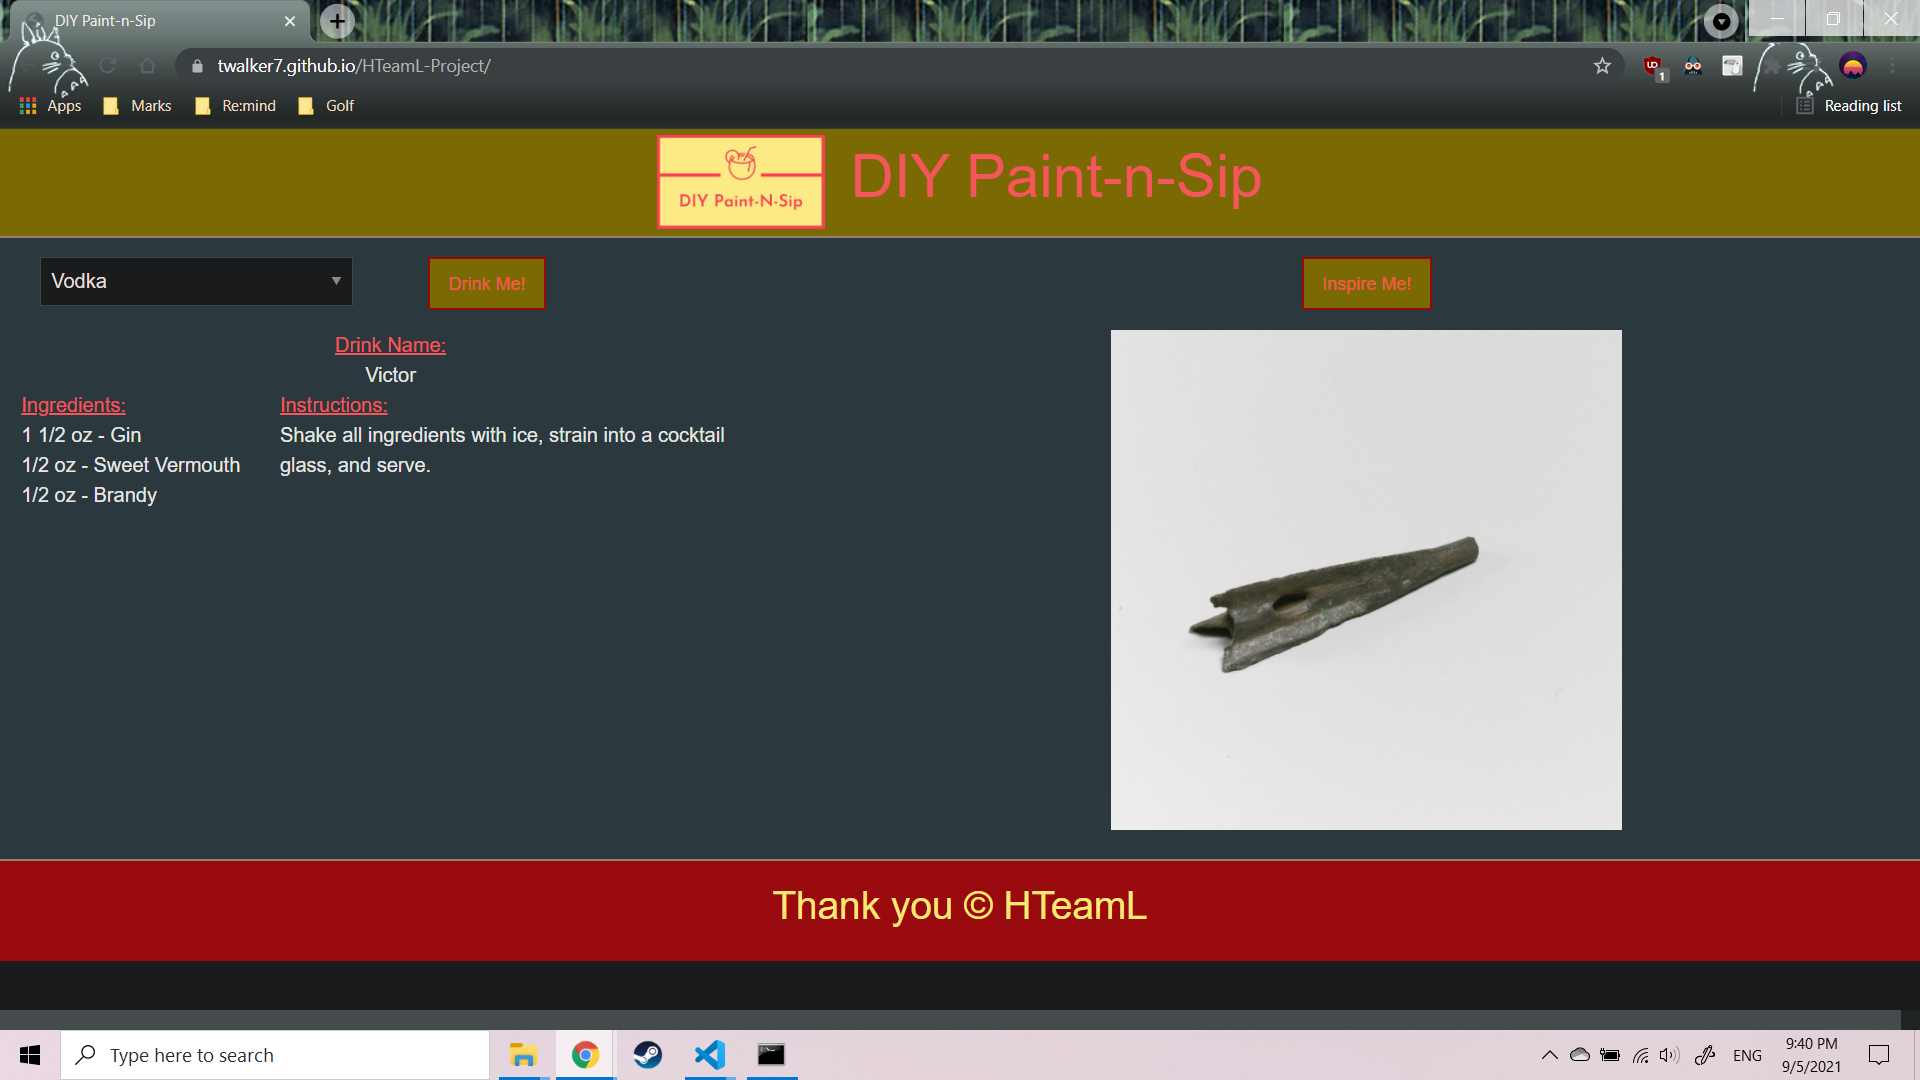 DIY Paint-n-Sip
twalker7.github.io/HTeamL-Project/
1
Apps
Marks
Re:mind
Golf
Reading list
DIY Paint-N-Sip
DIY Paint-n-Sip
Vodka
Drink Me!
Inspire Me!
Drink Name:
Victor
Ingredients:
1 1/2 oz - Gin
1/2 oz - Sweet Vermouth
1/2 oz - Brandy
Instructions:
Shake all ingredients with ice, strain into a cocktail
glass, and serve.
Thank you © HTeamL
Type here to search
ENG
9:40 PM
9/5/2021